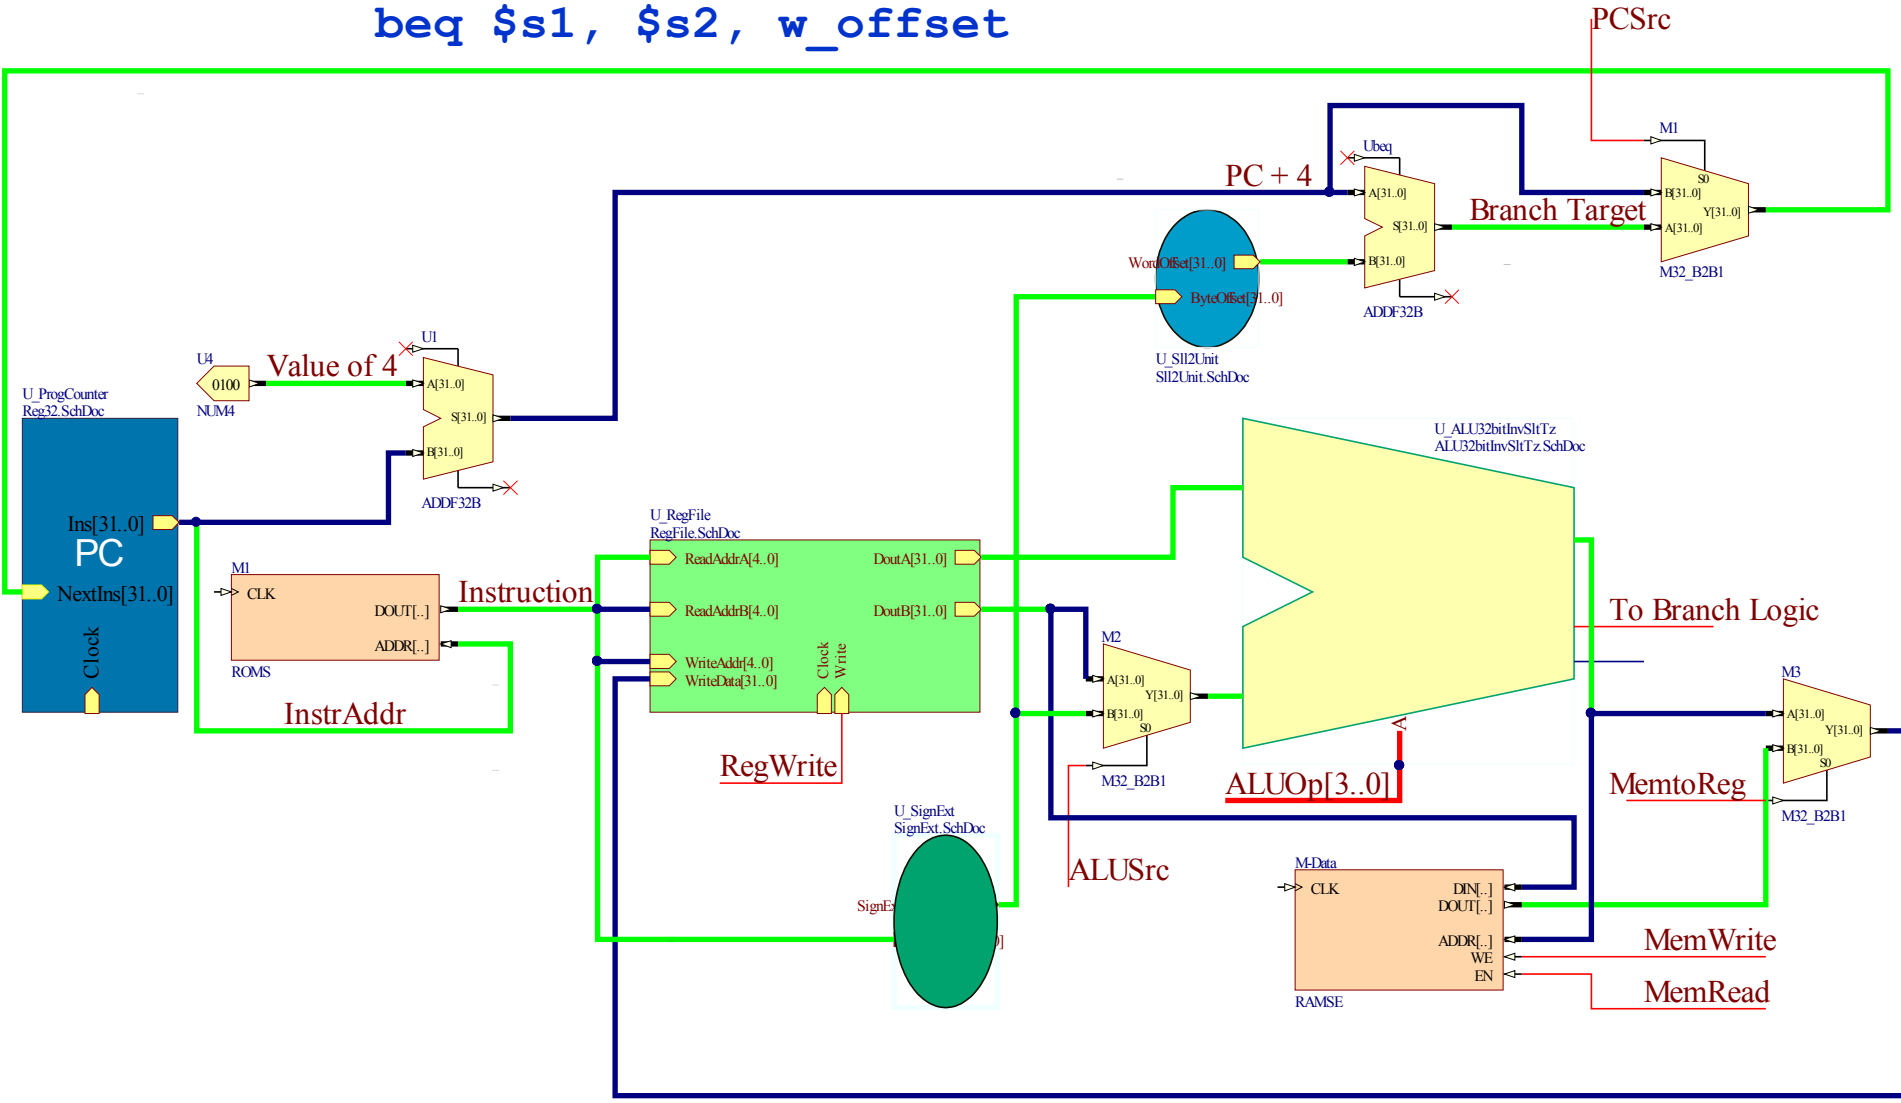 beq $s1, $s2, w_offset
PCSrc
M1
S0
B[31..0]
Y[31..0]
A[31..0]
M32_B2B1
Ubeq
PC + 4
A[31..0]
S[31..0]
B[31..0]
ADDF32B
Branch Target
WordOffset[31..0]
ByteOffset[31..0]
U_Sll2Unit
Sll2Unit.SchDoc
U1
U4
Value of 4
0100
NUM4
A[31..0]
S[31..0]
B[31..0]
ADDF32B
U_ProgCounter
Reg32.SchDoc
Ins[31..0]
PC
NextIns[31..0]
Clock
M1
CLK
DOUT[..]
ADDR[..]
ROMS
Instruction
InstrAddr
U_RegFile
RegFile.SchDoc
ReadAddrA[4..0]
DoutA[31..0]
ReadAddrB[4..0]
DoutB[31..0]
WriteAddr[4..0]
WriteData[31..0]
Clock
Write
RegWrite
U_ALU32bitInvSltTz
ALU32bitInvSltTz.SchDoc
To Branch Logic
A
ALUOp[3..0]
M2
A[31..0]
Y[31..0]
B[31..0]
S0
M32_B2B1
ALUSrc
U_SignExt
SignExt.SchDoc
SignEx
0]
M3
A[31..0]
Y[31..0]
B[31..0]
S0
MemtoReg
M32_B2B1
M-Data
CLK
DIN[..]
DOUT[..]
ADDR[..]
WE
EN
RAMSE
MemWrite
MemRead